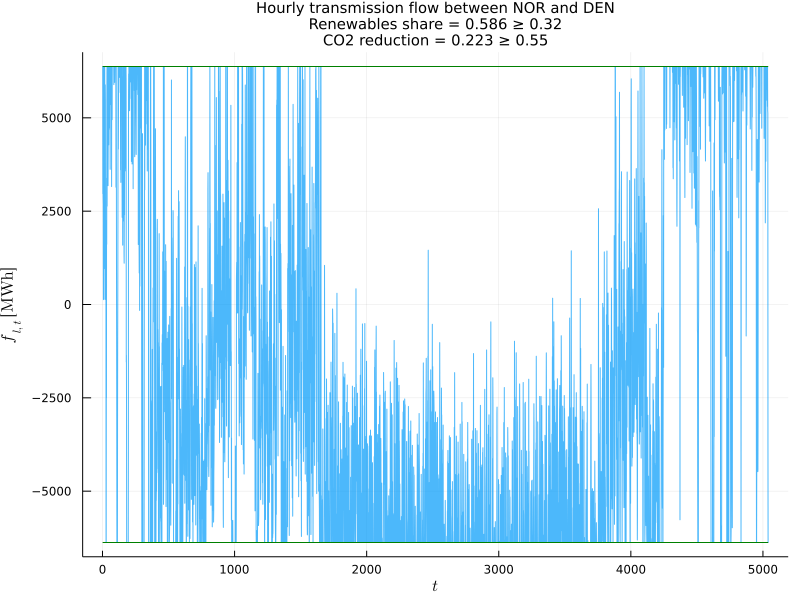 Hourly transmission flow between NOR and DEN
Renewables share = 0.586 ≥ 0.32
CO2 reduction = 0.223 ≥ 0.55
f_{l,t} [MWh]
5000
2500
0
−2500
−5000
0 1000 2000 3000 4000 5000
t